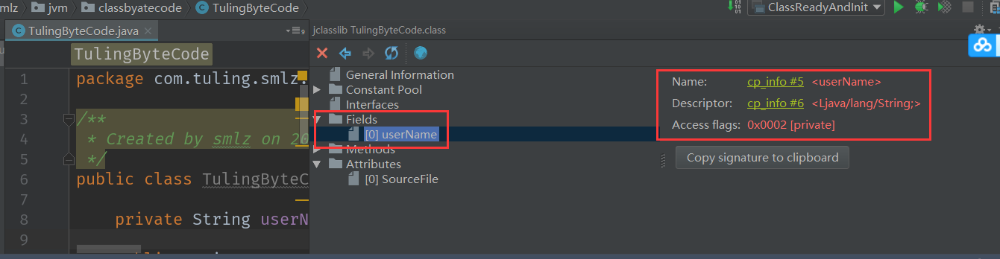 mlz jvm classbyatecode TulingByteCode
ClassReadyAndInit
TulingByteCode.java
9
TulingByteCode
1 package com.tuling.smlz.
2
3 /**
4 * Created by smlz on 20
5 */
6 public class TulingByteC
7
8 private String userN
9
jclasslib TulingByteCode.class
General Information
Constant Pool
Interfaces
Fields
[0] userName
Methods
Attributes
[0] SourceFile
Name: cp_info #5 <userName>
Descriptor: cp_info #6 <Ljava/lang/String;>
Access flags: 0x0002 [private]
Copy signature to clipboard